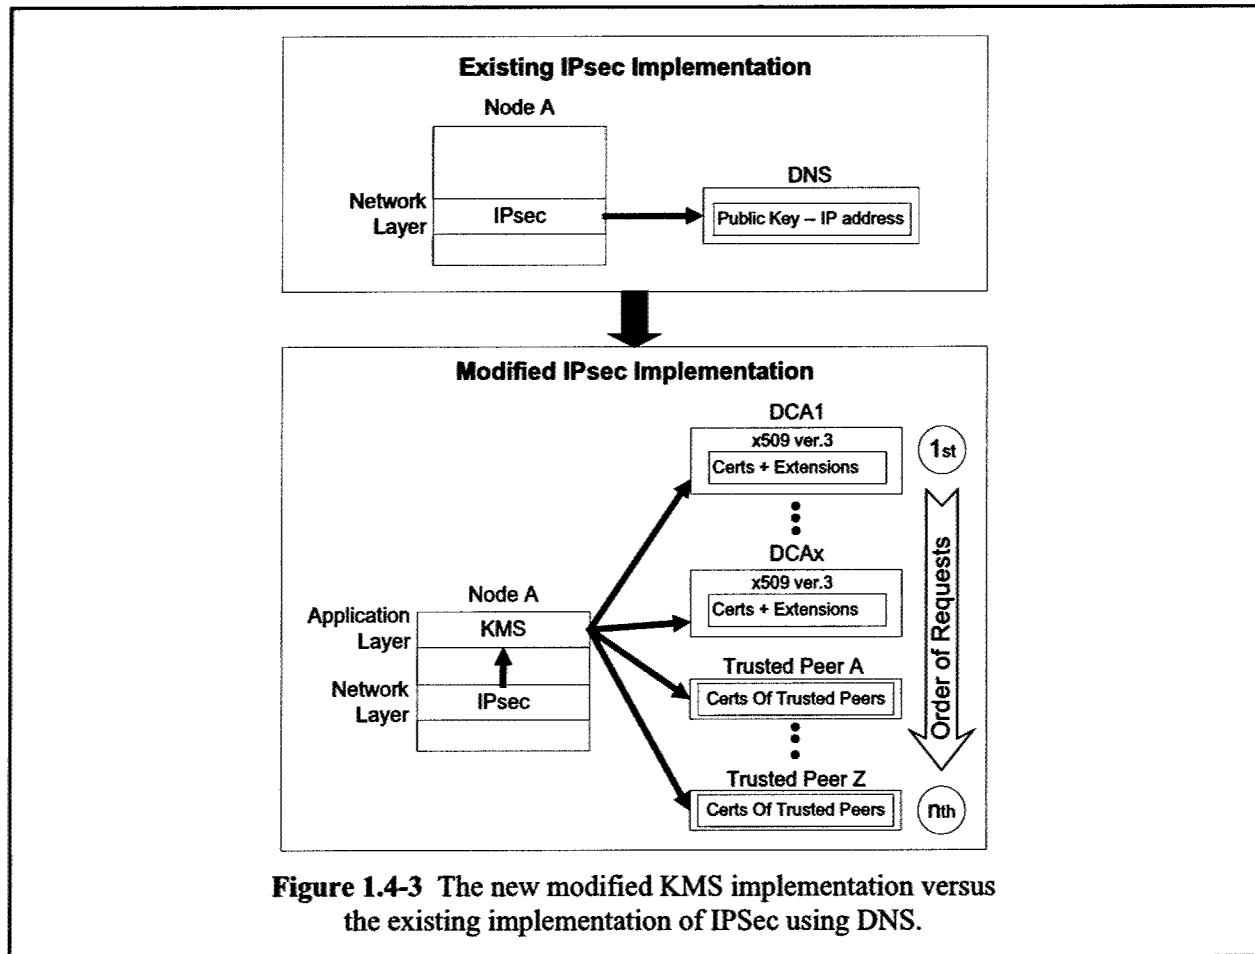 Existing IPsec Implementation
Node A
Network
Layer
IPsec
DNS
Public Key – IP address
Modified IPsec Implementation
DCA1
x509 ver.3
Certs + Extensions
1st
DCAx
x509 ver.3
Certs + Extensions
Node A
Application
Layer
KMS
Network
Layer
IPsec
Trusted Peer A
Certs Of Trusted Peers
Trusted Peer Z
Certs Of Trusted Peers
Order of Requests
nth
Figure 1.4-3 The new modified KMS implementation versus
the existing implementation of IPSec using DNS.